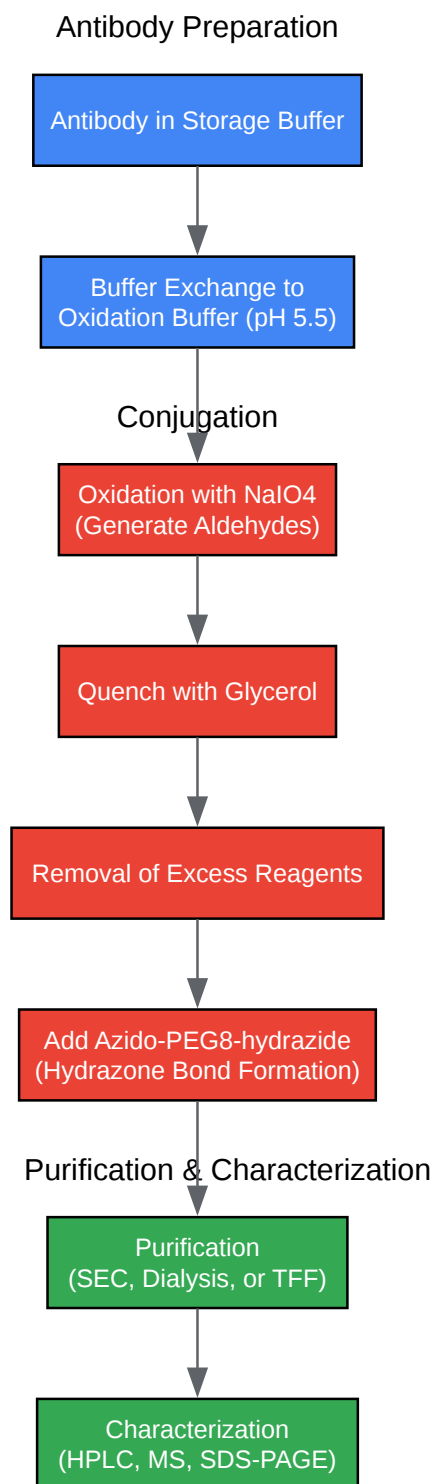 Antibody Preparation
Antibody in Storage Buffer
Buffer Exchange to
Oxidation Buffer (pH 5.5)
Conjugation
Oxidation with NaIO4
(Generate Aldehydes)
Quench with Glycerol
Removal of Excess Reagents
Add Azido-PEG8-hydrazide
(Hydrazone Bond Formation)
Purification & Characterization
Purification
(SEC, Dialysis, or TFF)
Characterization
(HPLC, MS, SDS-PAGE)